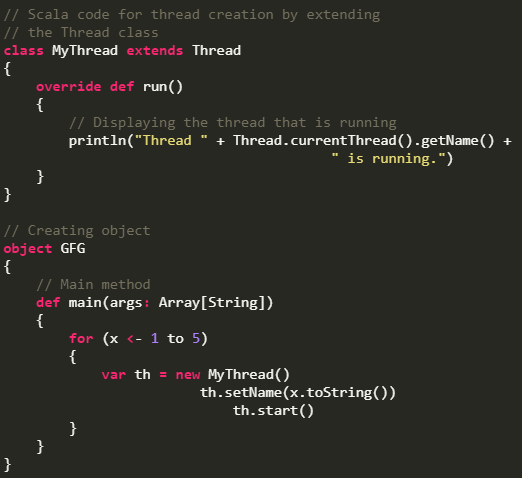 // Scala code for thread creation by extending
// the Thread class
class MyThread extends Thread
{
    override def run()
    {
        // Displaying the thread that is running
        println("Thread " + Thread.currentThread().getName() +
                                        " is running.")
    }
}

// Creating object
object GFG
{
    // Main method
    def main(args: Array[String])
    {
        for (x <- 1 to 5)
        {
            var th = new MyThread()
                        th.setName(x.toString())
                            th.start()
        }
    }
}